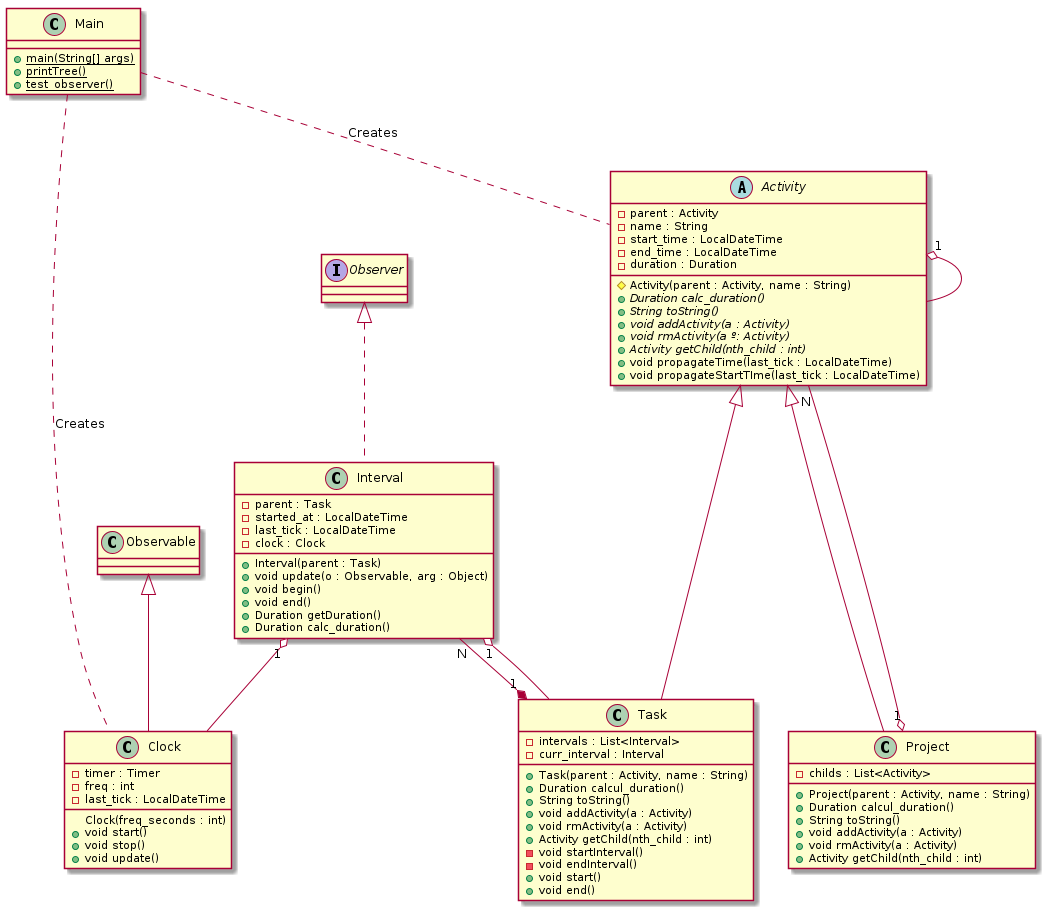 C Main
main(String[] args)
printTree()
test_observer()
Creates
A Activity
parent : Activity
name : String
start_time : LocalDateTime
end_time : LocalDateTime
duration : Duration
Activity(parent : Activity, name : String)
Duration calc_duration()
String toString()
void addActivity(a : Activity)
void rmActivity(a º: Activity)
Activity getChild(nth_child : int)
void propagateTime(last_tick : LocalDateTime)
void propagateStartTIme(last_tick : LocalDateTime)
1
N
I Observer
Creates
C Interval
parent : Task
started_at : LocalDateTime
last_tick : LocalDateTime
clock : Clock
Interval(parent : Task)
void update(o : Observable, arg : Object)
void begin()
void end()
Duration getDuration()
Duration calc_duration()
C Observable
1
N
1
1
1
C Clock
timer : Timer
freq : int
last_tick : LocalDateTime
Clock(freq_seconds : int)
void start()
void stop()
void update()
C Task
intervals : List<Interval>
curr_interval : Interval
Task(parent : Activity, name : String)
Duration calcul_duration()
String toString()
void addActivity(a : Activity)
void rmActivity(a : Activity)
Activity getChild(nth_child : int)
void startInterval()
void endInterval()
void start()
void end()
C Project
childs : List<Activity>
Project(parent : Activity, name : String)
Duration calcul_duration()
String toString()
void addActivity(a : Activity)
void rmActivity(a : Activity)
Activity getChild(nth_child : int)